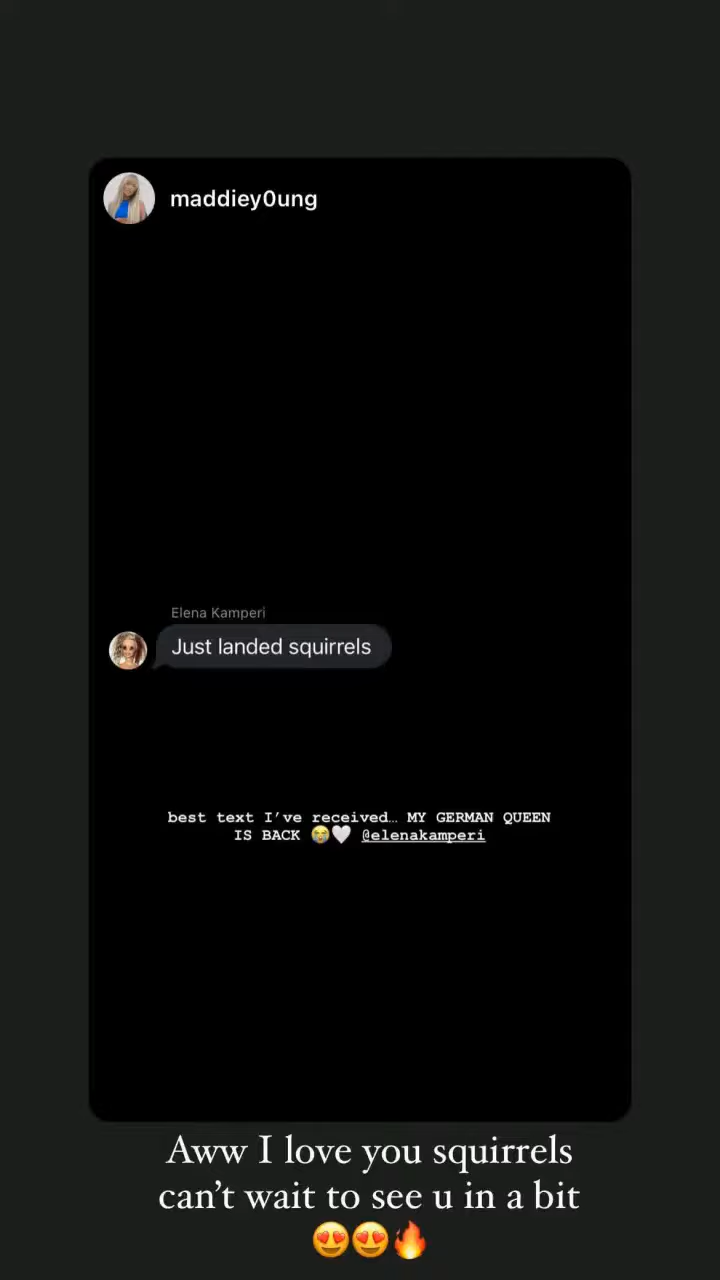 maddiey0ung
Elena Kamperi
Just landed squirrels
best text I’ve received… MY GERMAN QUEEN
IS BACK 😭🤍 @elenakamperi
Aww I love you squirrels
can’t wait to see u in a bit
😍😍🔥